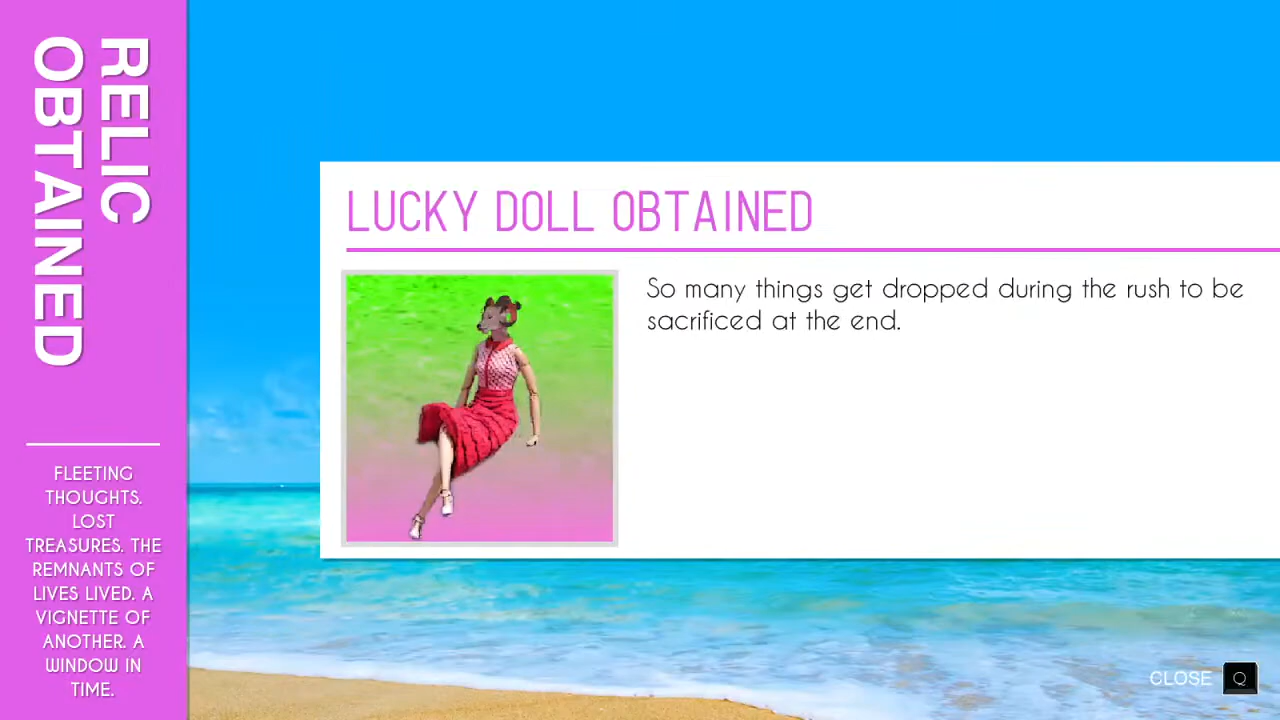 RELIC
OBTAINED
FLEETING
THOUGHTS.
LOST
TREASURES. THE
REMNANTS OF
LIVES LIVED. A
VIGNETTE OF
ANOTHER. A
WINDOW IN
TIME.
LUCKY DOLL OBTAINED
So many things get dropped during the rush to be
sacrificed at the end.
CLOSE Q